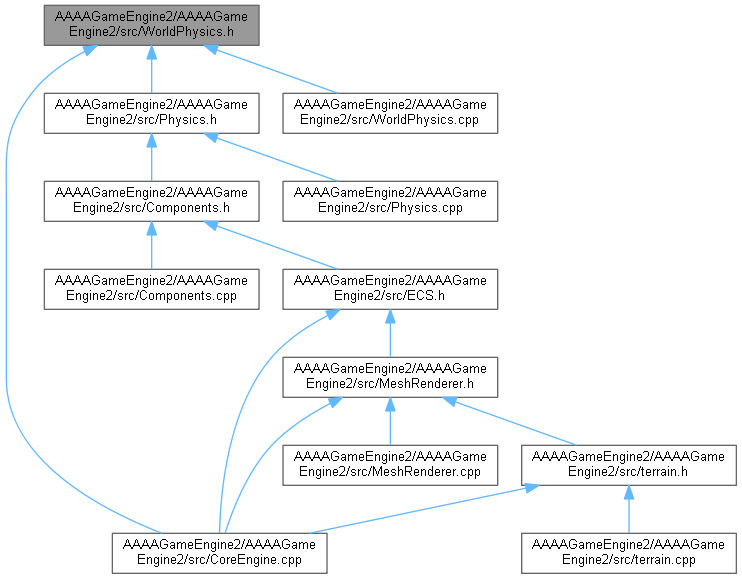 AAAAGameEngine2/AAAAGame
Engine2/src/WorldPhysics.h
AAAAGameEngine2/AAAAGame
Engine2/src/Physics.h
AAAAGameEngine2/AAAAGame
Engine2/src/WorldPhysics.cpp
AAAAGameEngine2/AAAAGame
Engine2/src/Components.h
AAAAGameEngine2/AAAAGame
Engine2/src/Physics.cpp
AAAAGameEngine2/AAAAGame
Engine2/src/Components.cpp
AAAAGameEngine2/AAAAGame
Engine2/src/ECS.h
AAAAGameEngine2/AAAAGame
Engine2/src/MeshRenderer.h
AAAAGameEngine2/AAAAGame
Engine2/src/MeshRenderer.cpp
AAAAGameEngine2/AAAAGame
Engine2/src/terrain.h
AAAAGameEngine2/AAAAGame
Engine2/src/CoreEngine.cpp
AAAAGameEngine2/AAAAGame
Engine2/src/terrain.cpp